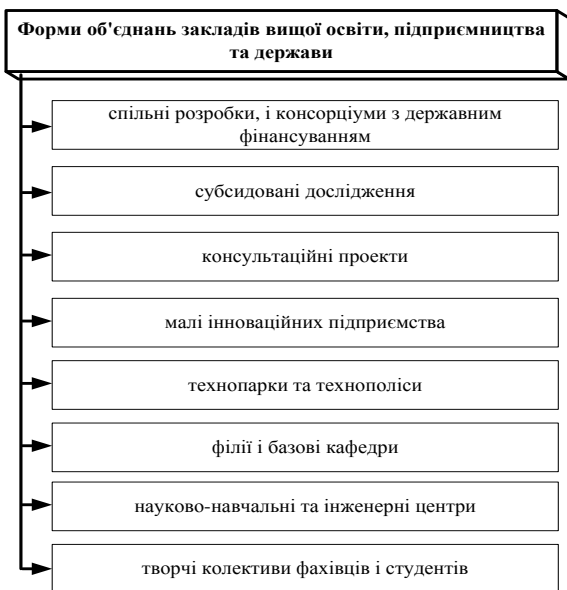 Форми об'єднань закладів вищої освіти, підприємництва
та держави
спільні розробки, і консорціуми з державним
фінансуванням
субсидовані дослідження
консультаційні проекти
малі інноваційних підприємства
технопарки та технополіси
філії і базові кафедри
науково-навчальні та інженерні центри
творчі колективи фахівців і студентів